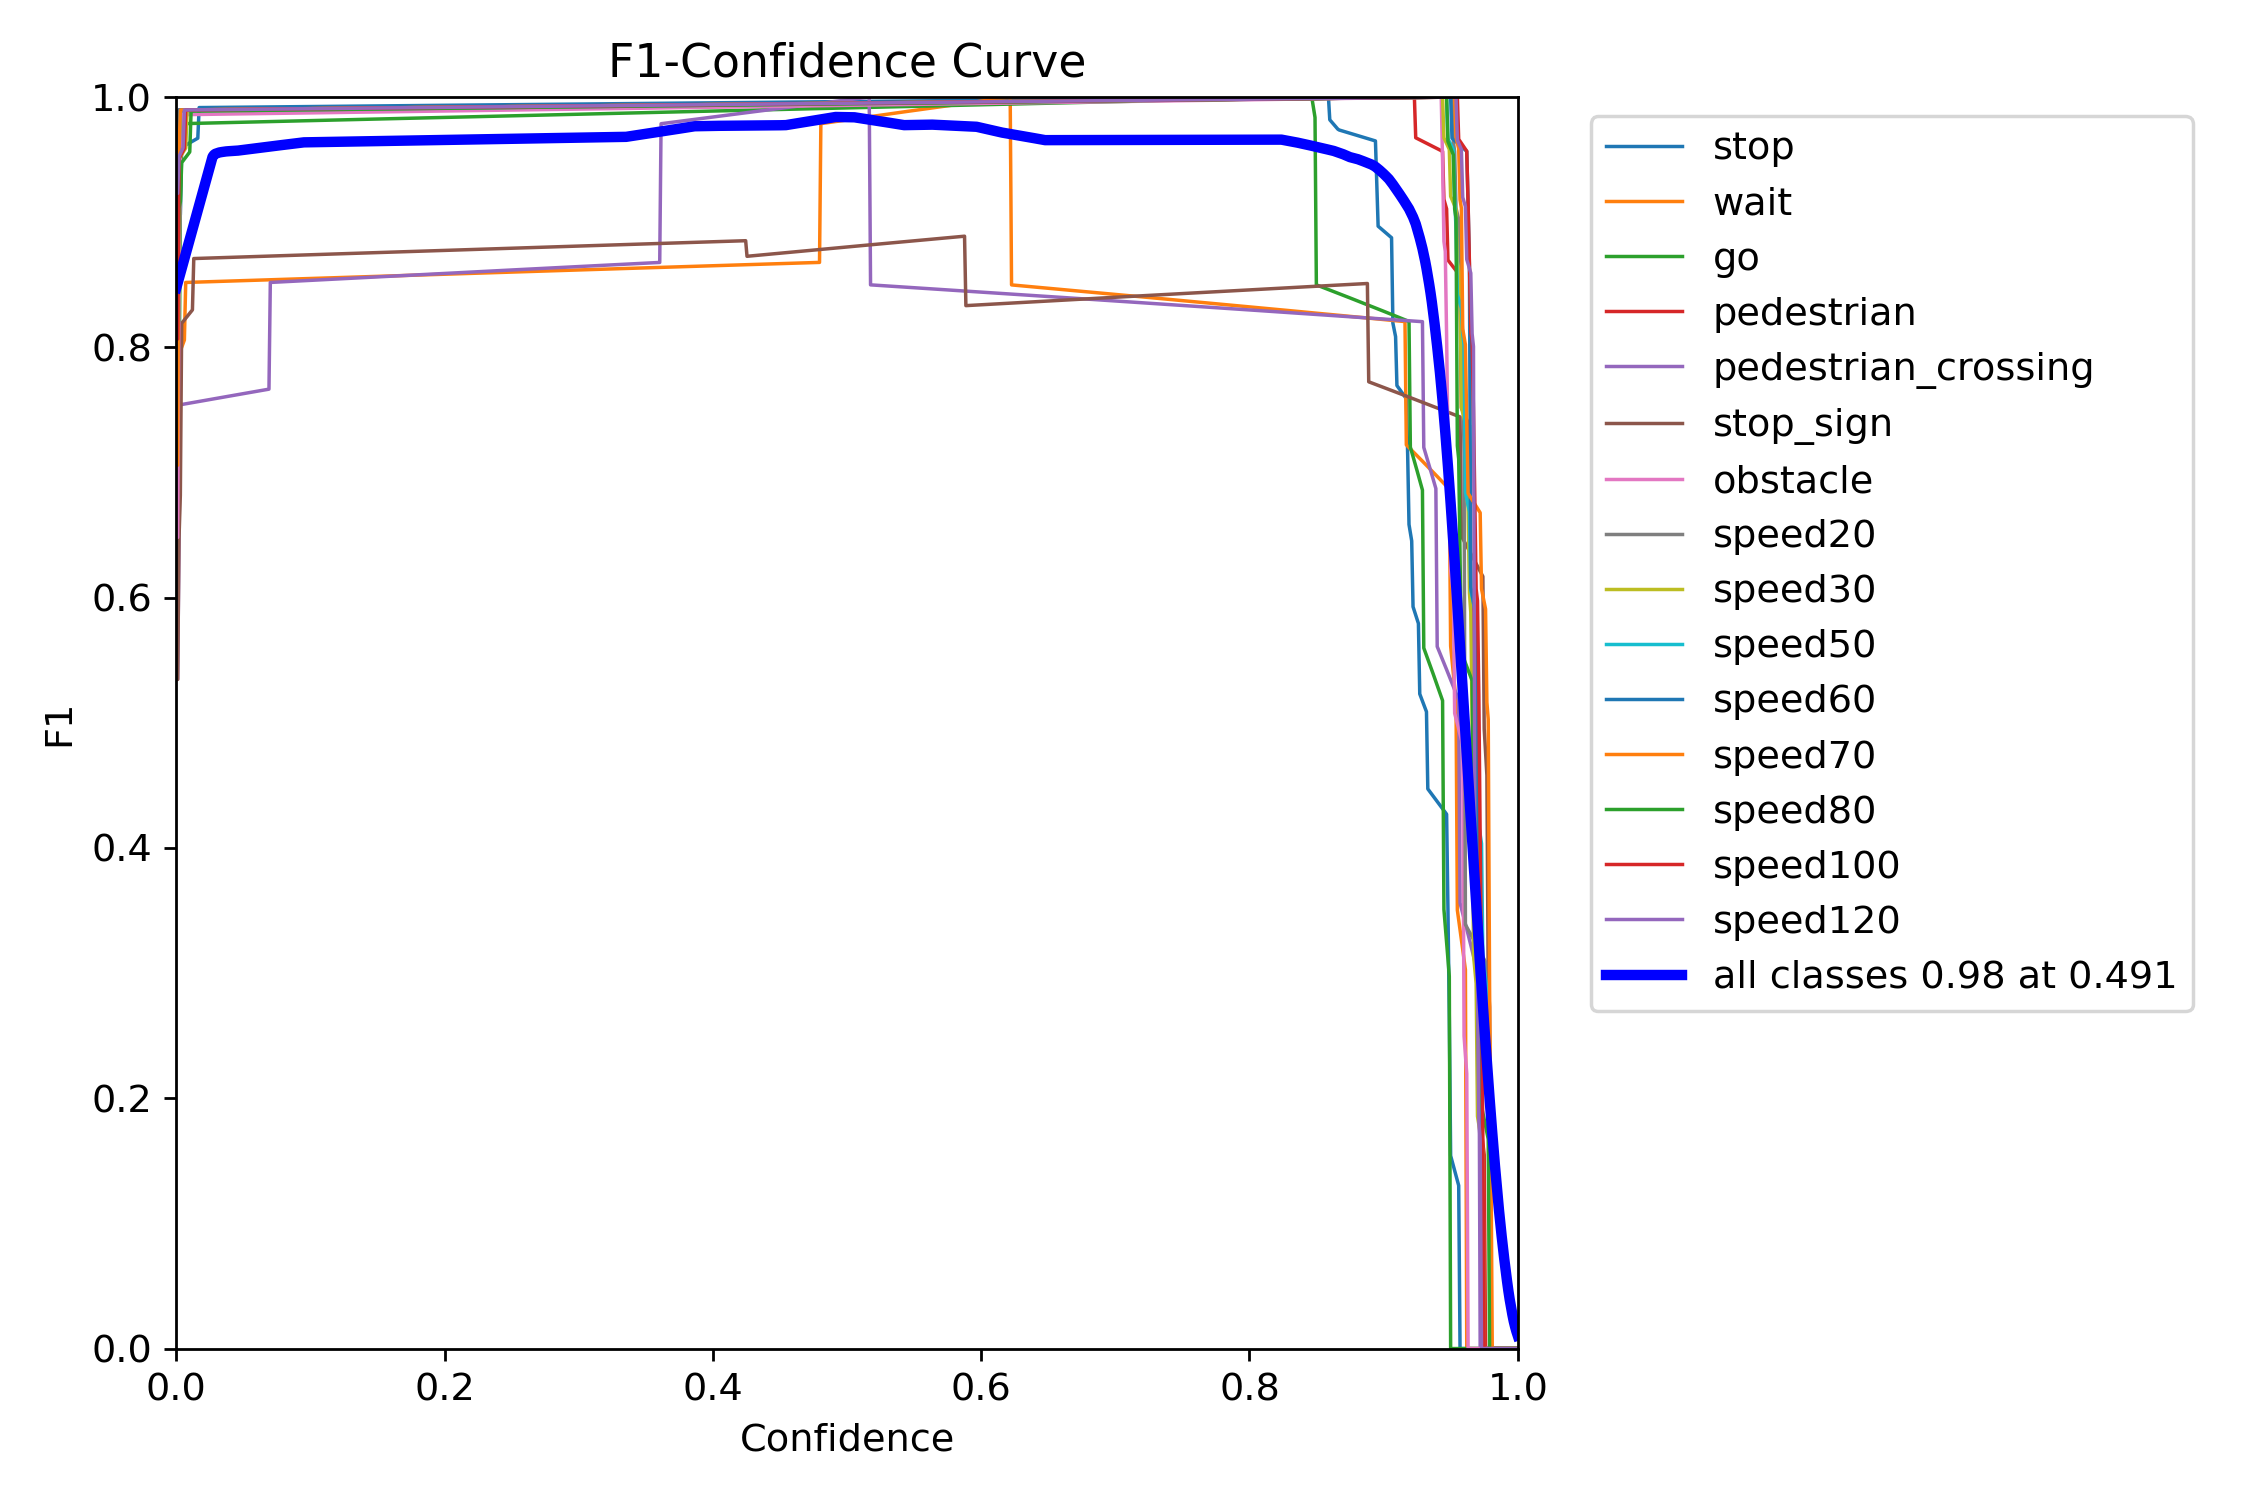 F1-Confidence Curve
1.0
0.8
0.6
0.4
0.2
0.0
F1
0.0 0.2 0.4 0.6 0.8 1.0
Confidence
stop
wait
go
pedestrian
pedestrian_crossing
stop_sign
obstacle
speed20
speed30
speed50
speed60
speed70
speed80
speed100
speed120
all classes 0.98 at 0.491